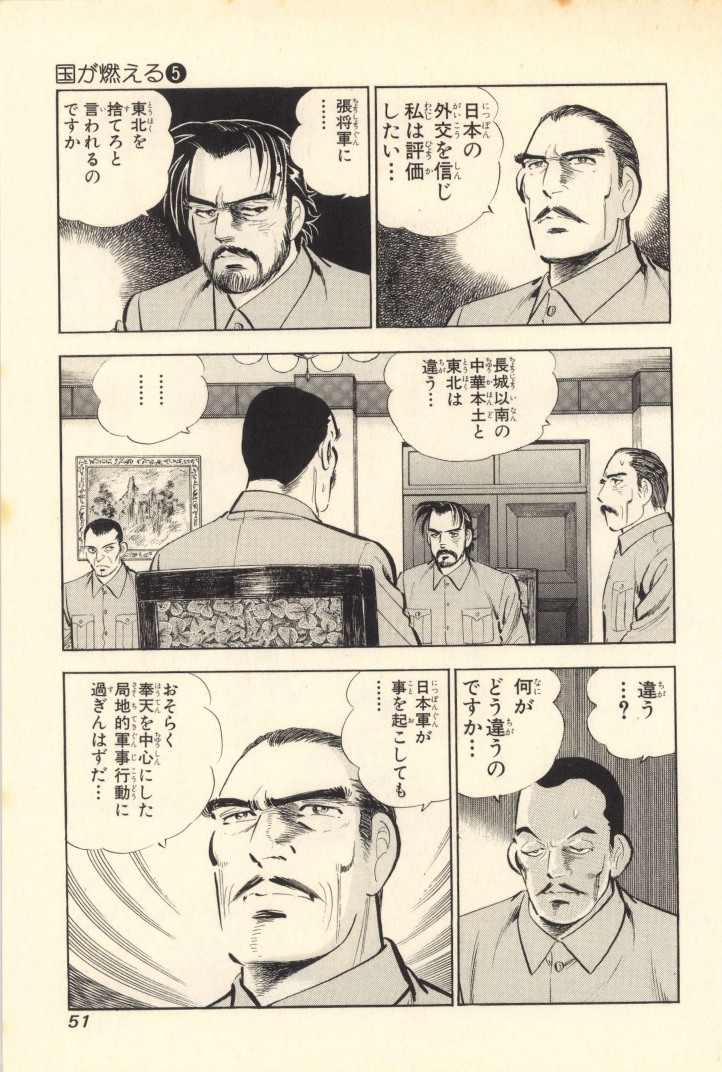 国が燃える❺
日本の
外交を信じ
私は評価
したい…
張将軍に
……
東北を
捨てろと
言われるの
ですか
長城以南の
中華本土と
東北は
違う…
……
……
違う
…?
何が
どう違うの
ですか…
日本軍が
事を起こしても
……
おそらく
奉天を中心にした
局地的軍事行動に
過ぎんはずだ…
51